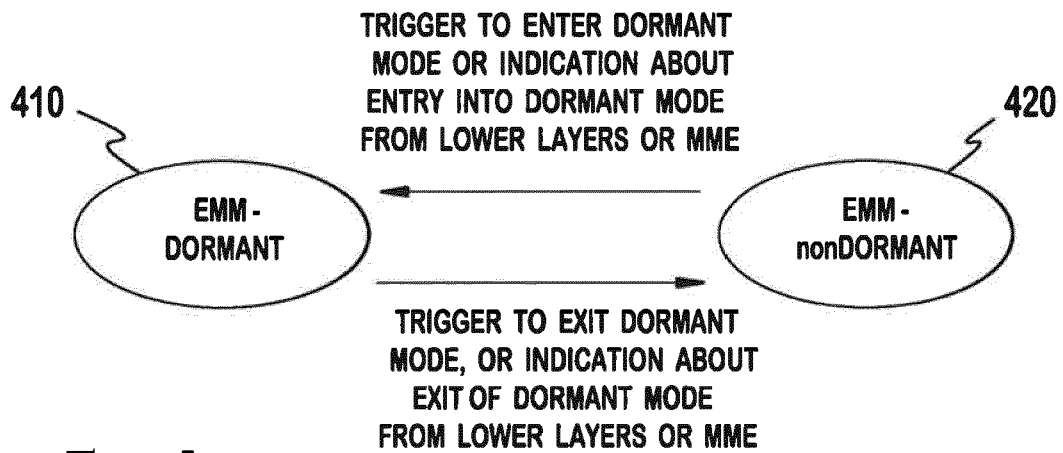 TRIGGER TO ENTER DORMANT
MODE OR INDICATION ABOUT
ENTRY INTO DORMANT MODE
FROM LOWER LAYERS OR MME
410
420
EMM -
DORMANT
EMM -
nonDORMANT
TRIGGER TO EXIT DORMANT
MODE, OR INDICATION ABOUT
EXIT OF DORMANT MODE
FROM LOWER LAYERS OR MME